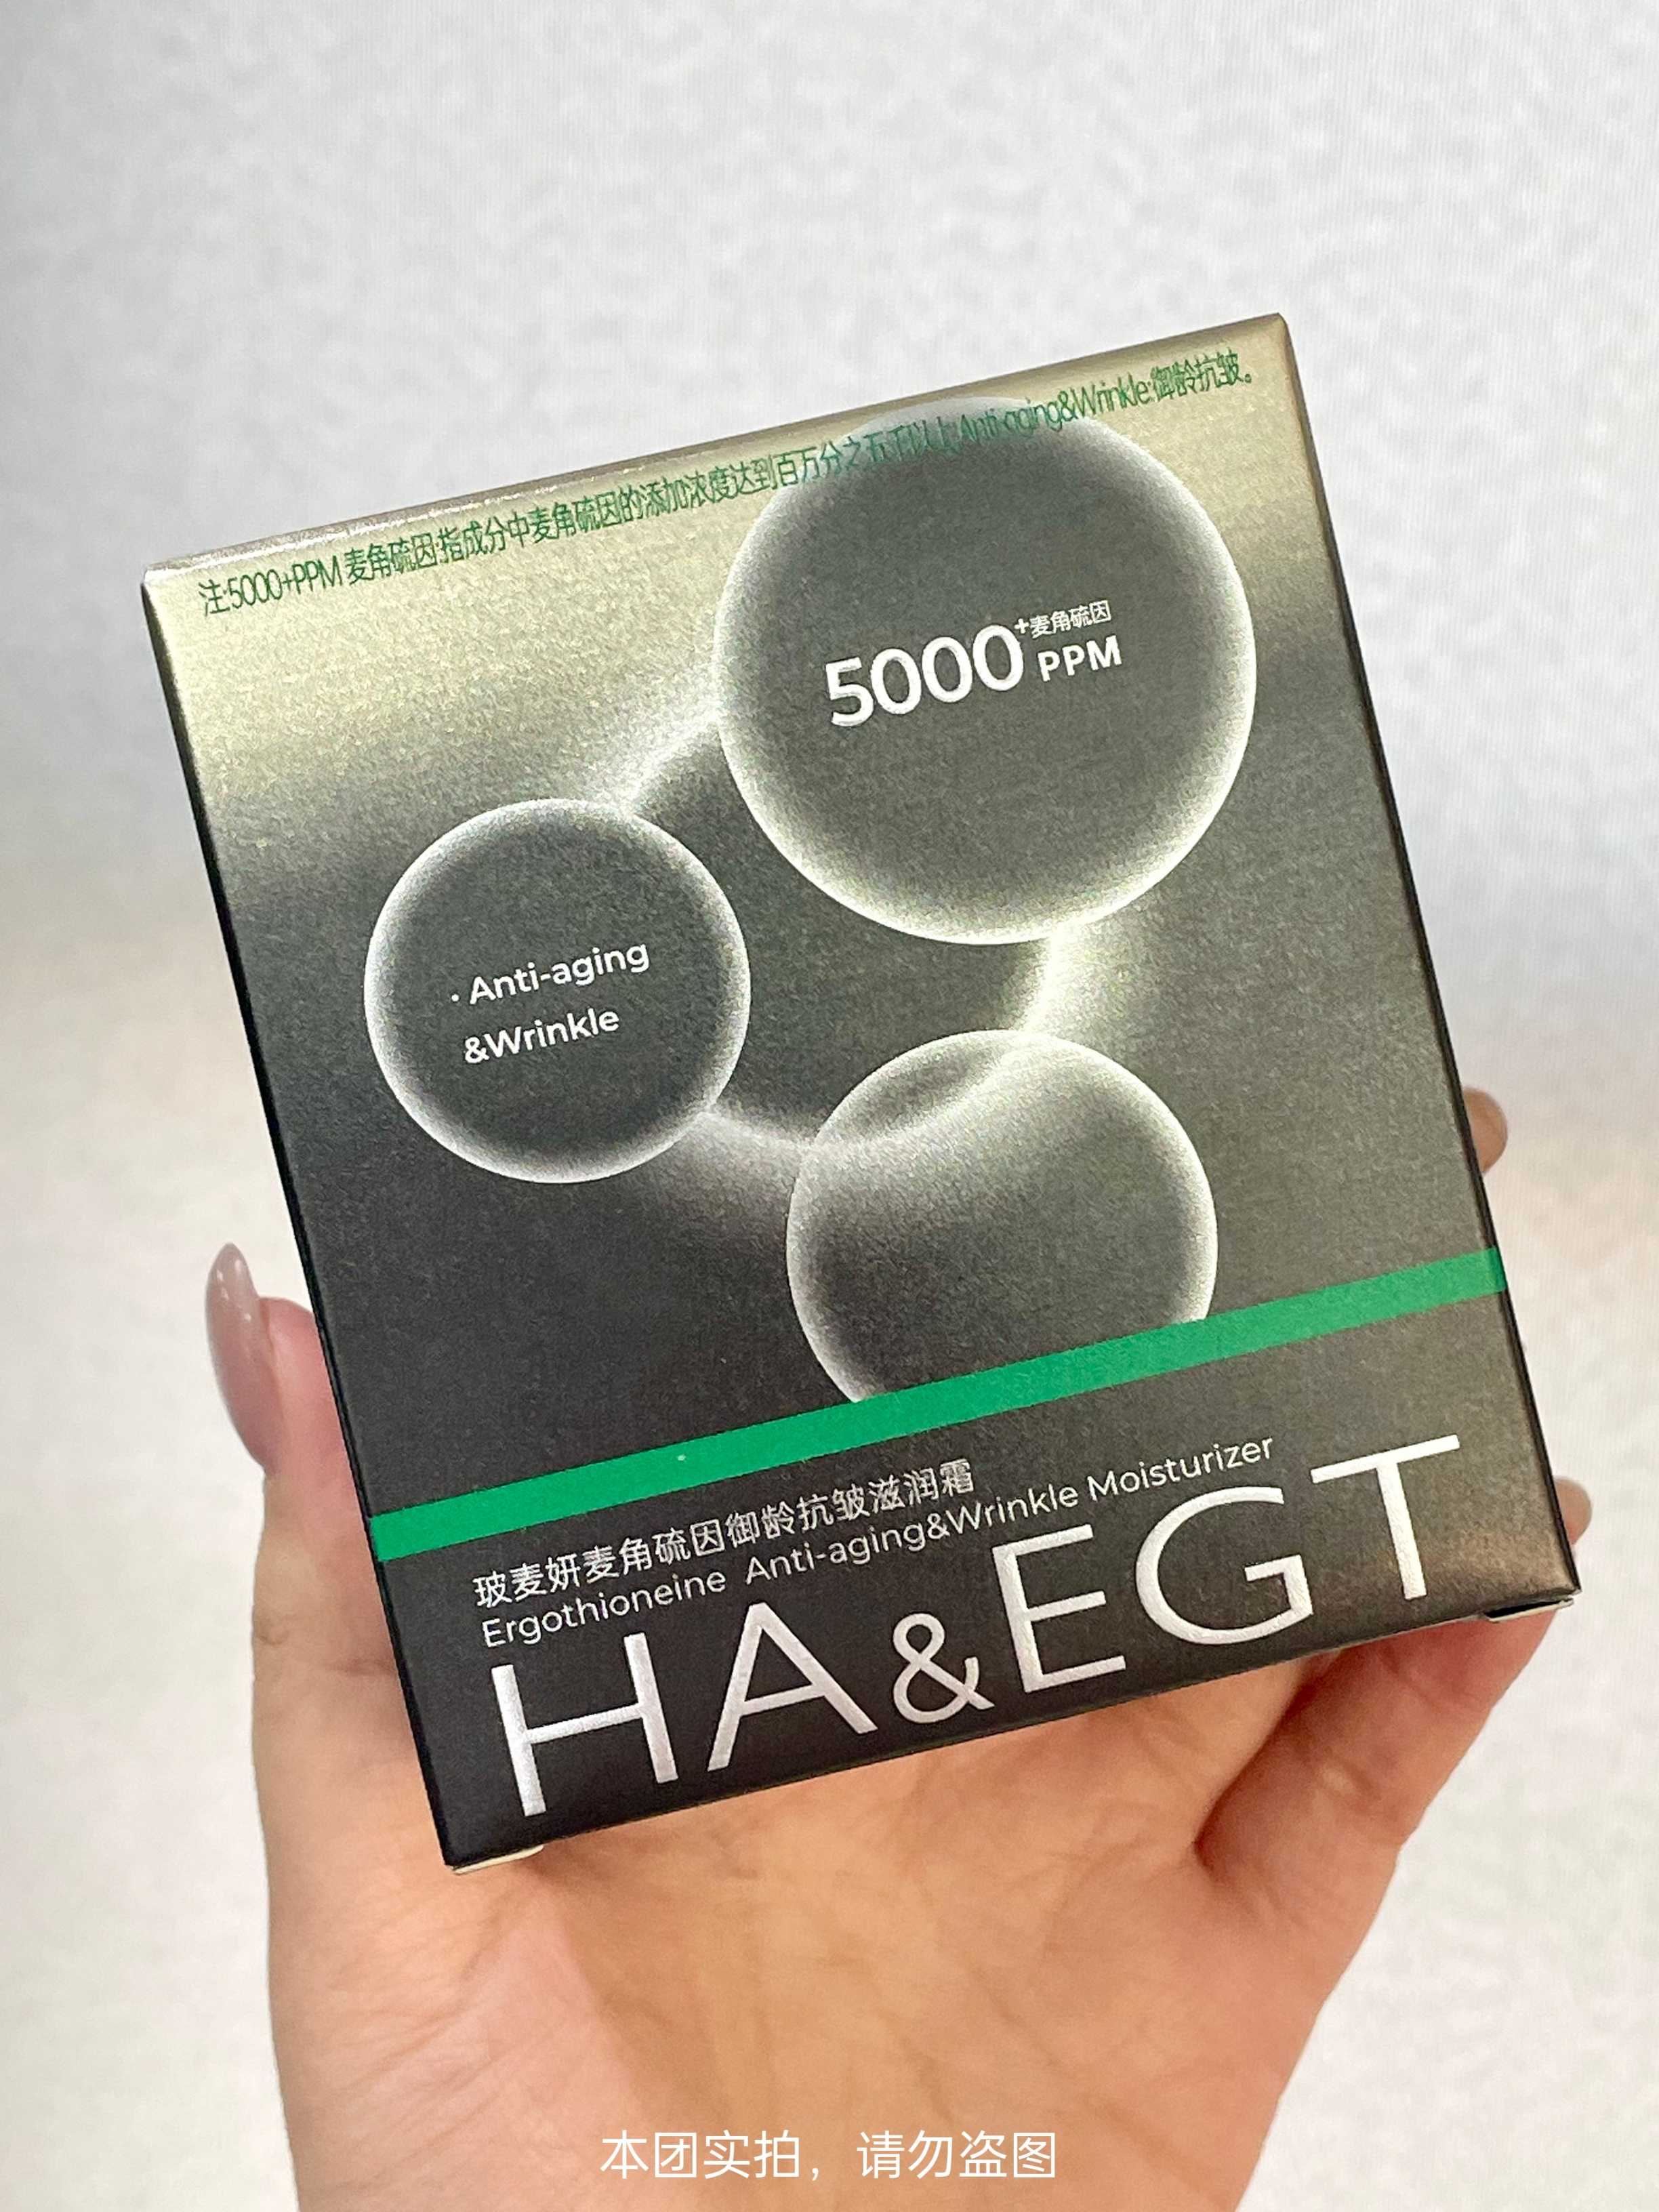 注:5000+PPM 麦角硫因:指成分中麦角硫因的添加浓度达到百万分之五千以上;Anti-aging&Wrinkle:御龄抗皱。
5000+麦角硫因
PPM
· Anti-aging
&Wrinkle
玻麦妍麦角硫因御龄抗皱滋润霜
Ergothioneine Anti-aging&Wrinkle Moisturizer
HA&EGT
本团实拍，请勿盗图